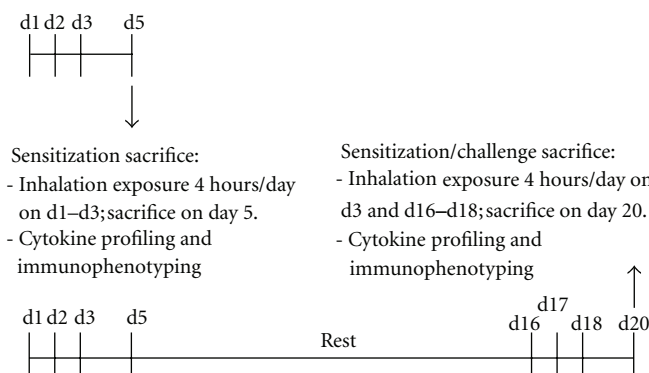 d1 d2 d3 d5
Sensitization sacrifice:
- Inhalation exposure 4 hours/day
on d1–d3;sacrifice on day 5.
- Cytokine profiling and
immunophenotyping
Sensitization/challenge sacrifice:
- Inhalation exposure 4 hours/day on
d3 and d16–d18;sacrifice on day 20.
- Cytokine profiling and
immunophenotyping
d1 d2 d3 d5
Rest
d16 d17 d18 d20